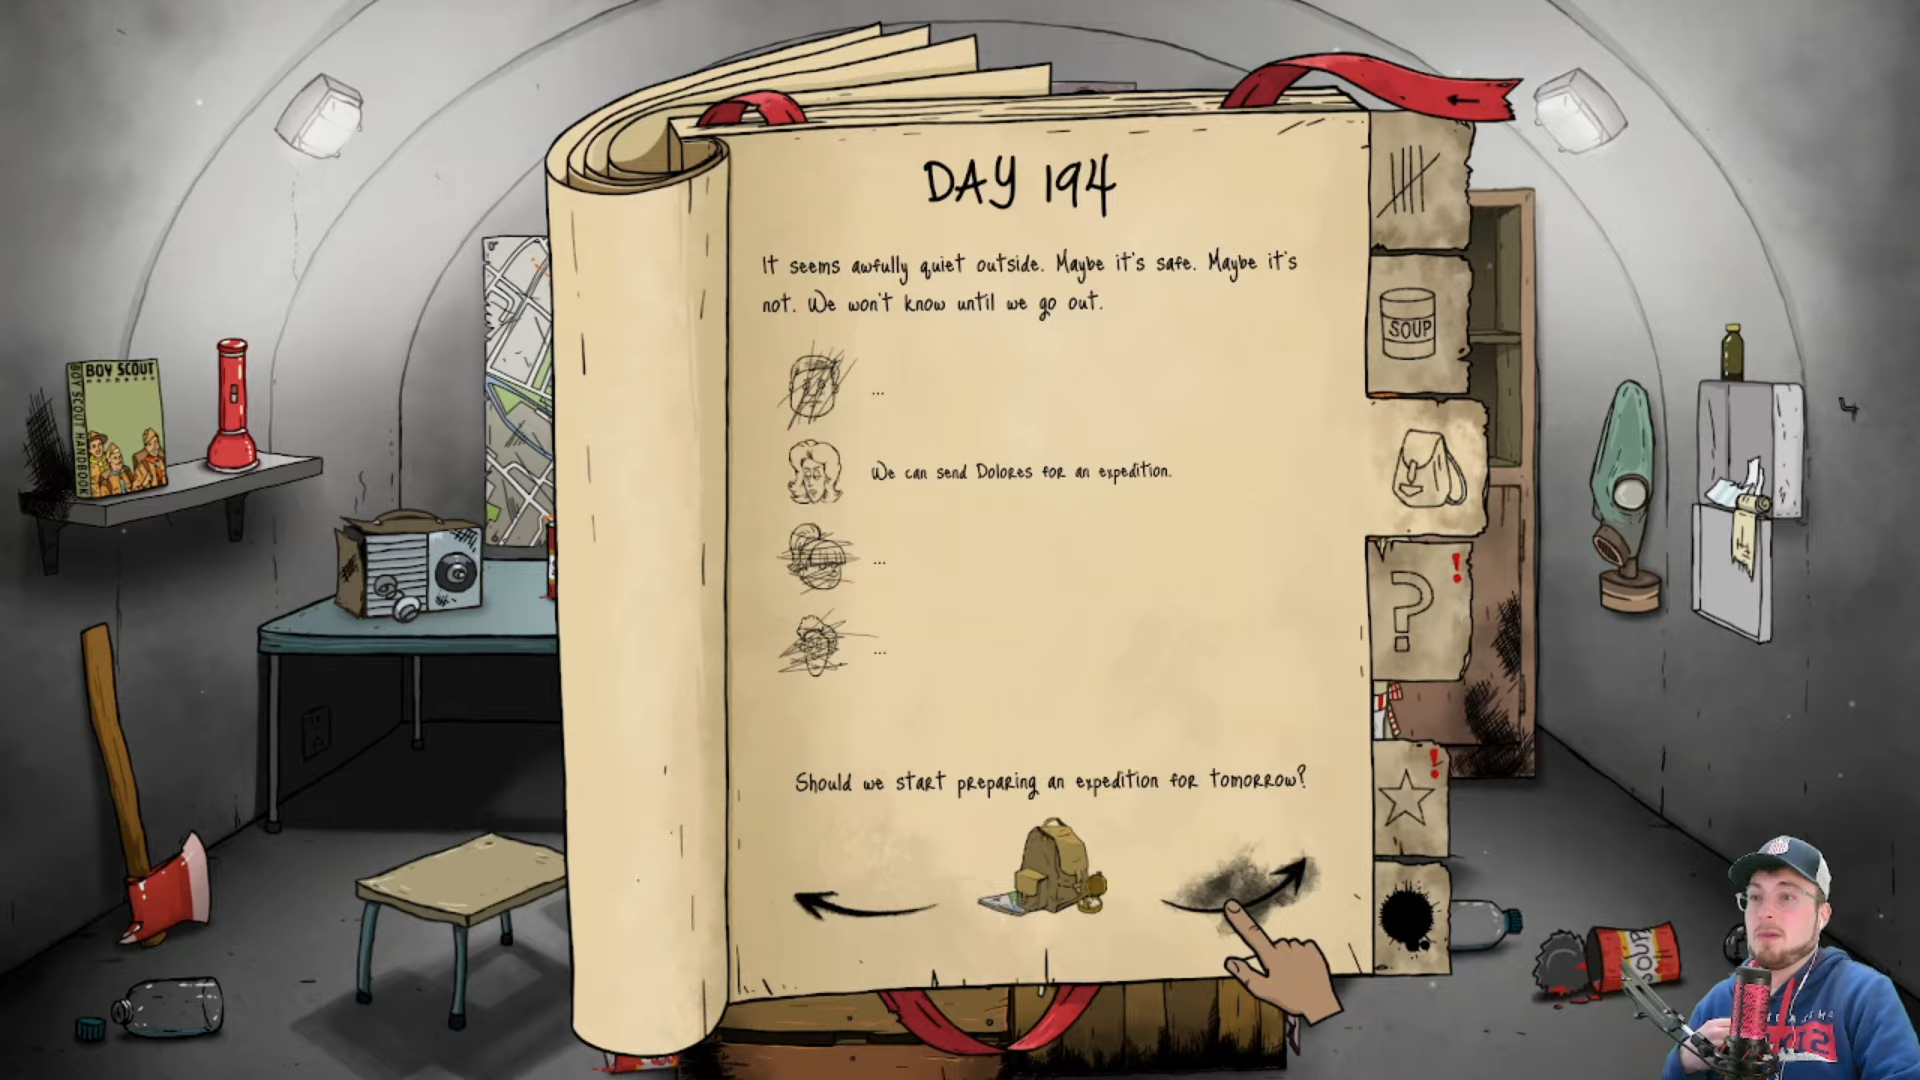 DAY 194
It seems awfully quiet outside. Maybe it's safe. Maybe it's
not. We won't know until we go out.
...
We can send Dolores for an expedition.
...
...
Should we start preparing an expedition for tomorrow?
SOUP
!
?
!
BOY SCOUT
BOY SCOUT HANDBOOK
SOUP